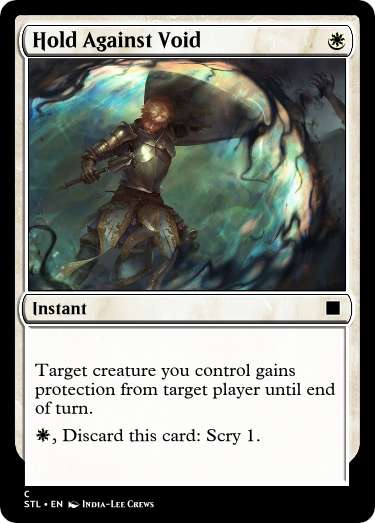 Hold Against Void
Instant
Target creature you control gains
protection from target player until end
of turn.
, Discard this card: Scry 1.
C
STL • EN India-Lee Crews